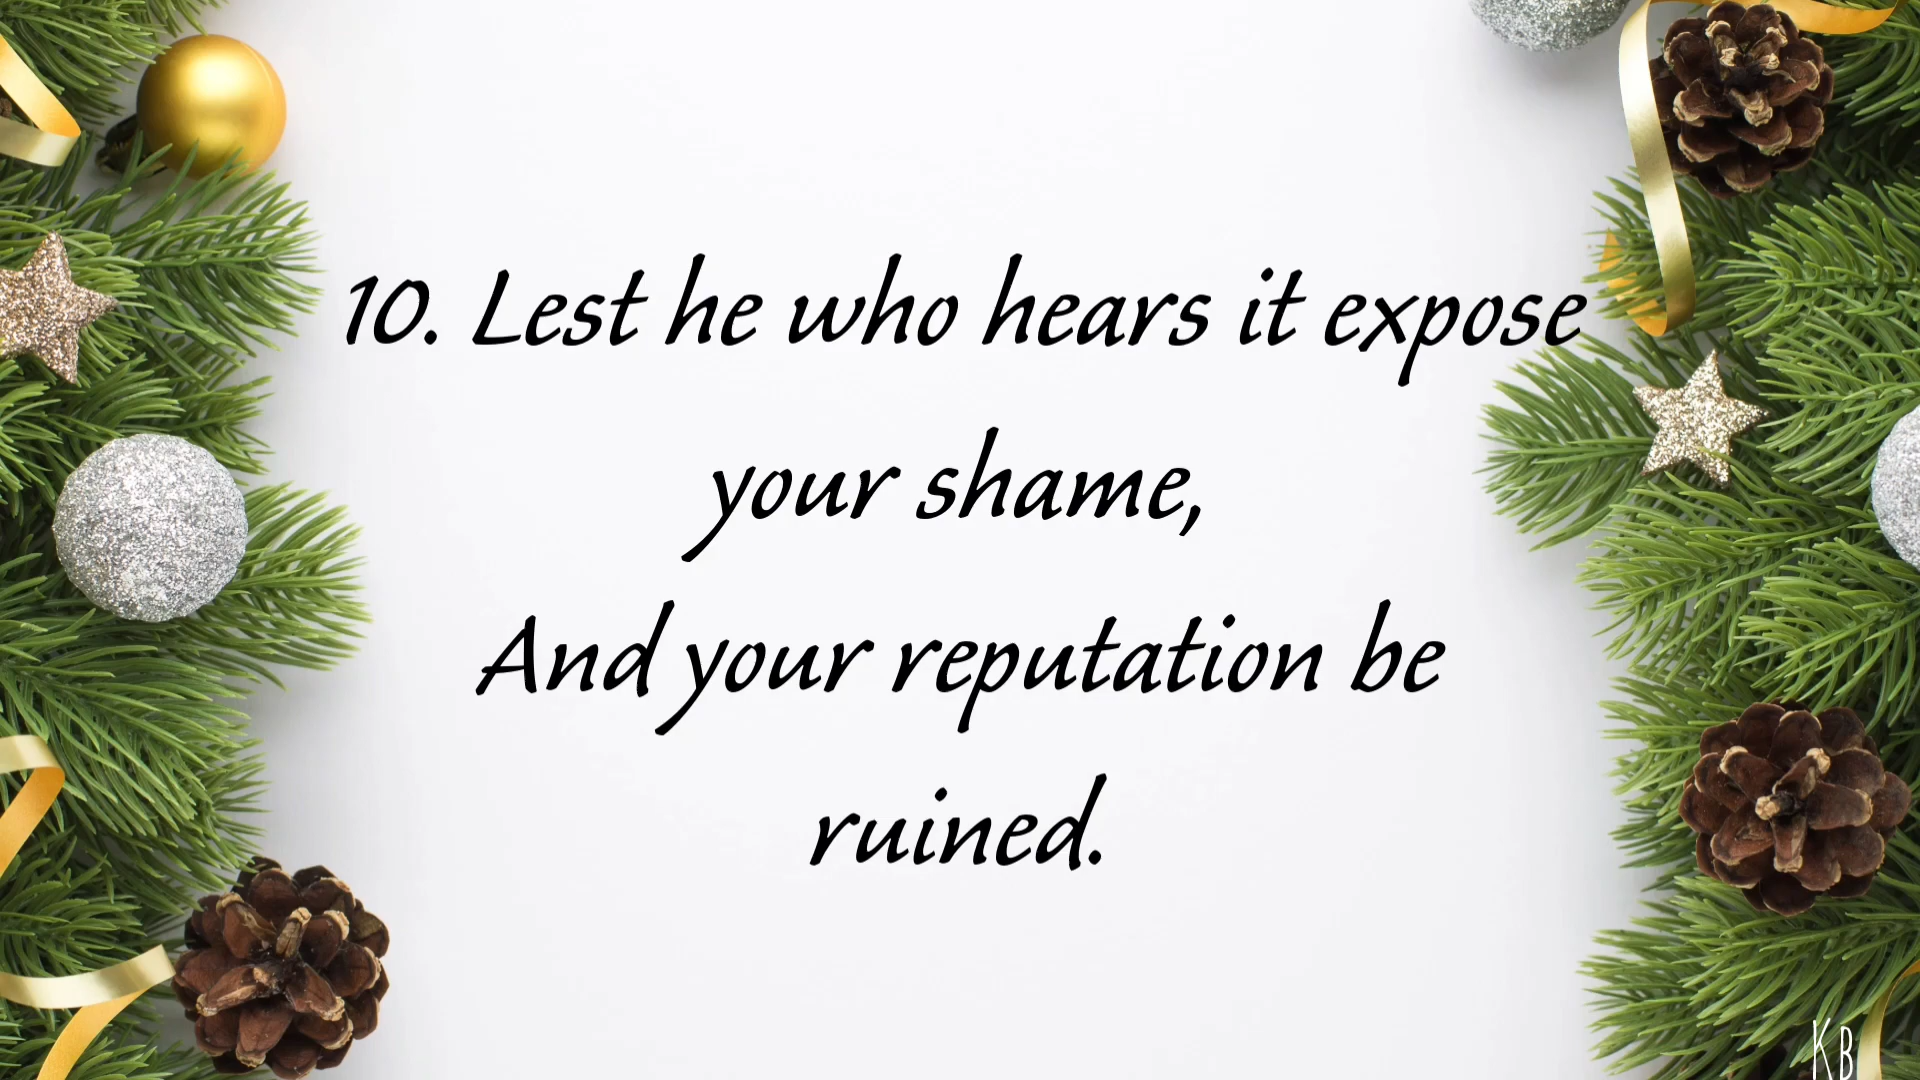 10. Lest he who hears it expose
your shame,
And your reputation be
ruined.
KB